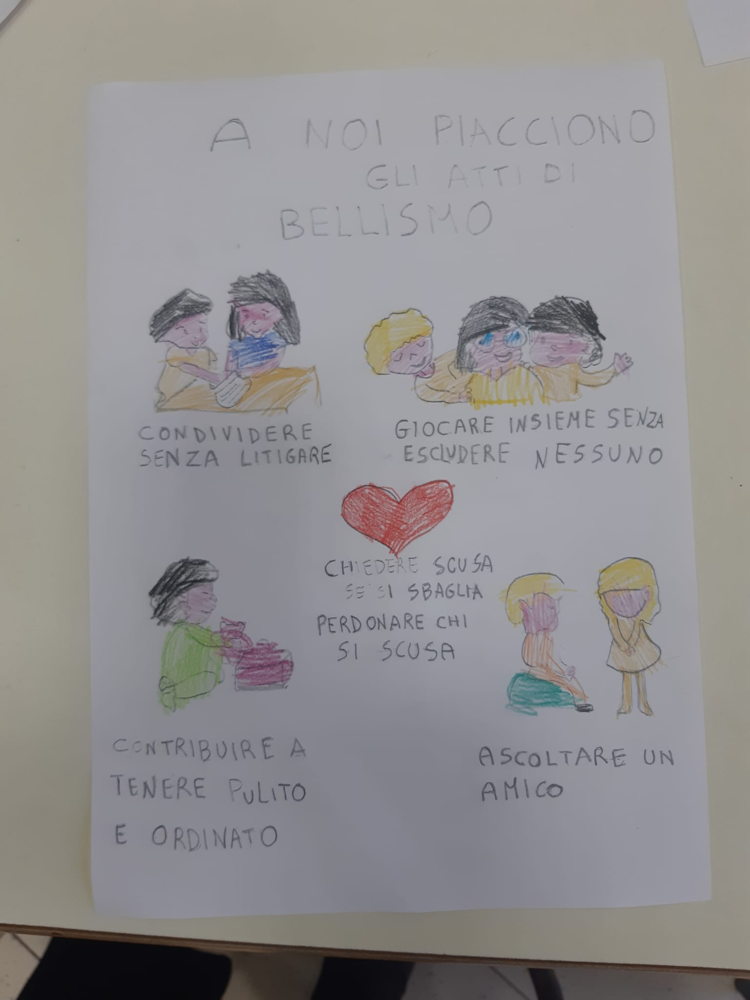 A NOI PIACCIONO
GLI ATTI DI
BELLISMO
CONDIVIDERE
SENZA LITIGARE
GIOCARE INSIEME SENZA
ESCLUDERE NESSUNO
CHIEDERE SCUSA
SE SI SBAGLIA
PERDONARE CHI
SI SCUSA
CONTRIBUIRE A
TENERE PULITO
E ORDINATO
ASCOLTARE UN
AMICO